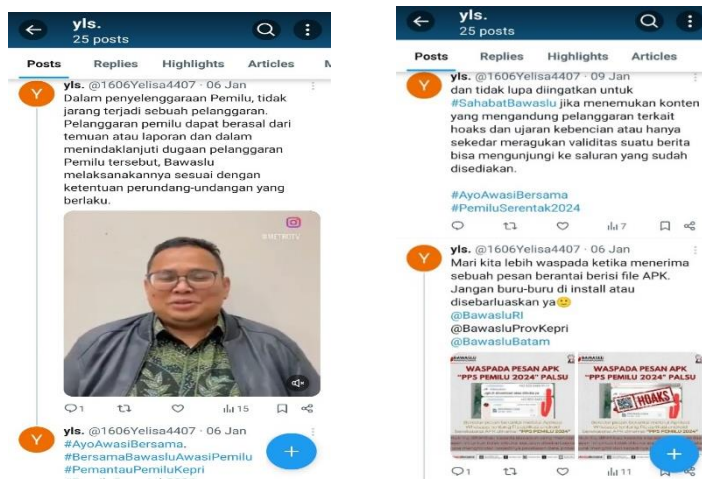 yls.
25 posts
Posts Replies Highlights Articles
yls. @1606Yelisa4407 · 06 Jan
Dalam penyelenggaraan Pemilu, tidak
jarang terjadi sebuah pelanggaran.
Pelanggaran pemilu dapat berasal dari
temuan atau laporan dan dalam
menindaklanjuti dugaan pelanggaran
Pemilu tersebut, Bawaslu
melaksanakannya sesuai dengan
ketentuan perundang-undangan yang
berlaku.
1 15
yls. @1606Yelisa4407 · 06 Jan
#AyoAwasiBersama.
#BersamaBawasluAwasiPemilu
#PemantauPemiluKepri
yls.
25 posts
Posts Replies Highlights Articles
yls. @1606Yelisa4407 · 09 Jan
dan tidak lupa diingatkan untuk
#SahabatBawaslu jika menemukan konten
yang mengandung pelanggaran terkait
hoaks dan ujaran kebencian atau hanya
sekedar meragukan validitas suatu berita
bisa mengunjungi ke saluran yang sudah
disediakan.
#AyoAwasiBersama
#PemiluSerentak2024
7
yls. @1606Yelisa4407 · 06 Jan
Mari kita lebih waspada ketika menerima
sebuah pesan berantai berisi file APK.
Jangan buru-buru di install atau
disebarluaskan ya🙂
@BawasluRI
@BawasluProvKepri
@BawasluBatam
WASPADA PESAN APK
"PPS PEMILU 2024" PALSU
WASPADA PESAN APK
"PPS PEMILU 2024" PALSU
HOAKS
1 11